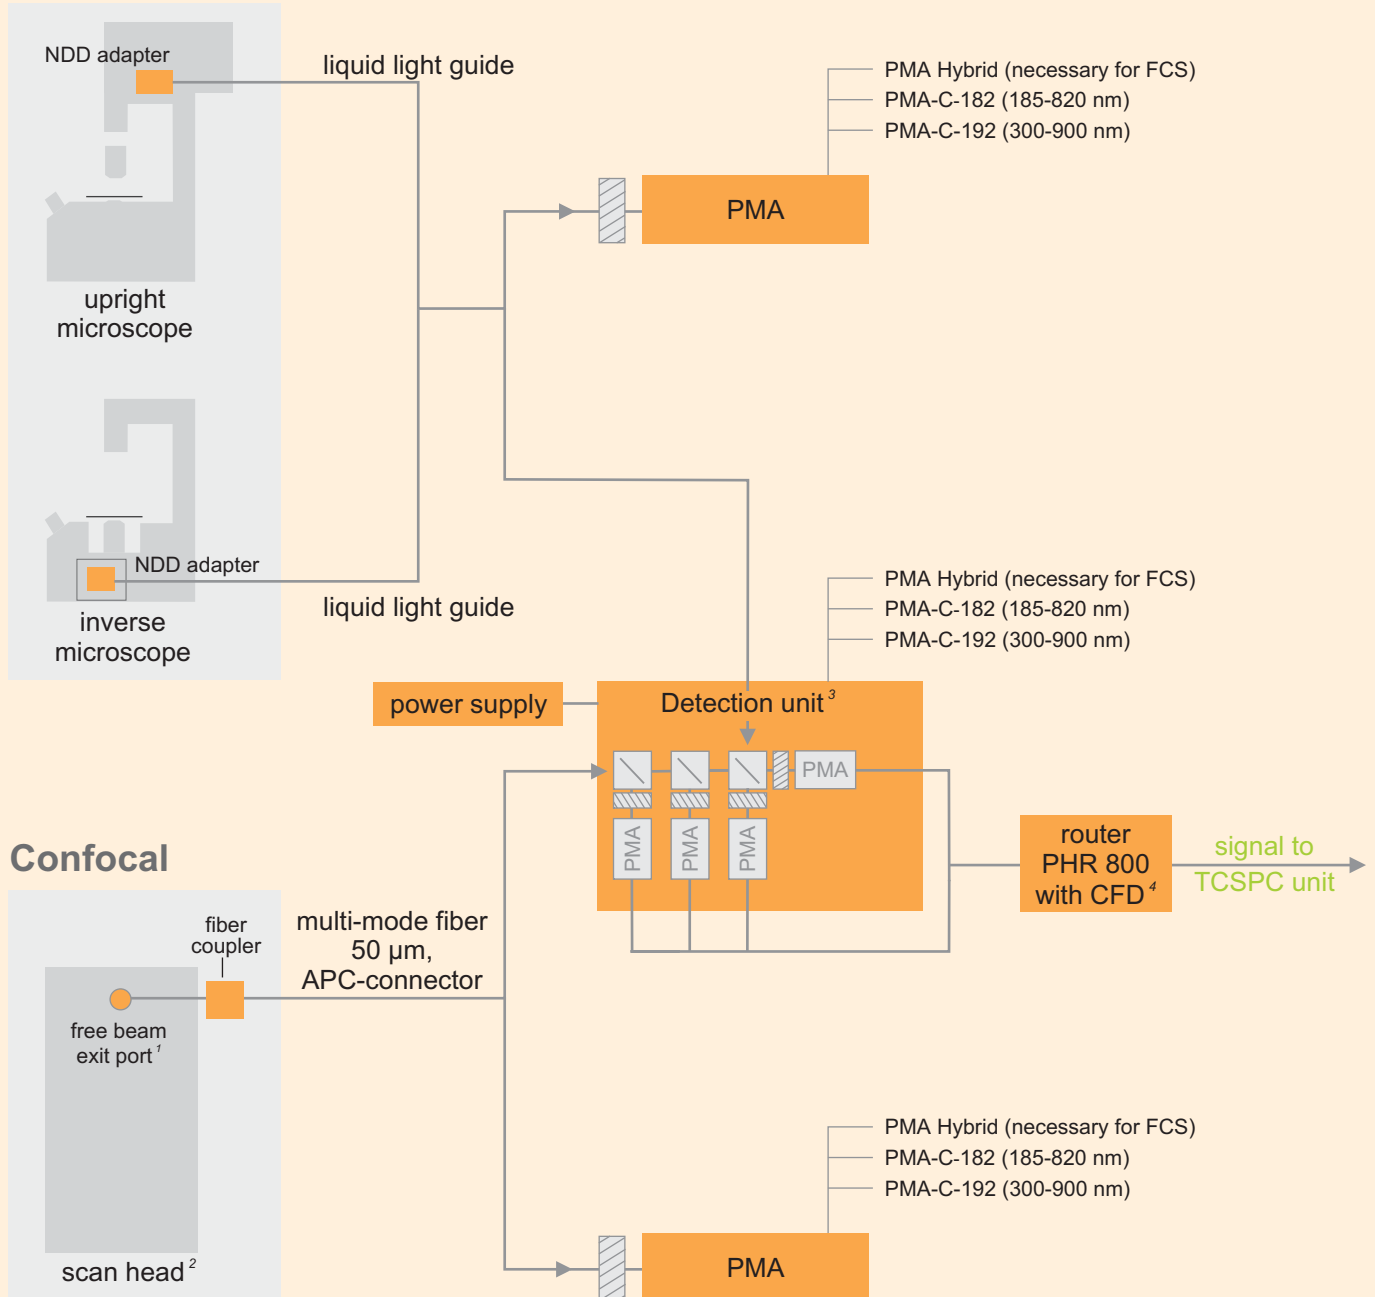 NDD adapter
liquid light guide
PMA Hybrid (necessary for FCS)
PMA-C-182 (185-820 nm)
PMA-C-192 (300-900 nm)
PMA
upright
microscope
NDD adapter
liquid light guide
inverse
microscope
PMA Hybrid (necessary for FCS)
PMA-C-182 (185-820 nm)
PMA-C-192 (300-900 nm)
power supply
Detection unit 3
PMA
PMA
PMA
PMA
router
PHR 800
with CFD 4
signal to
TCSPC unit
Confocal
fiber
coupler
multi-mode fiber
50 µm,
APC-connector
free beam
exit port 1
scan head 2
PMA Hybrid (necessary for FCS)
PMA-C-182 (185-820 nm)
PMA-C-192 (300-900 nm)
PMA